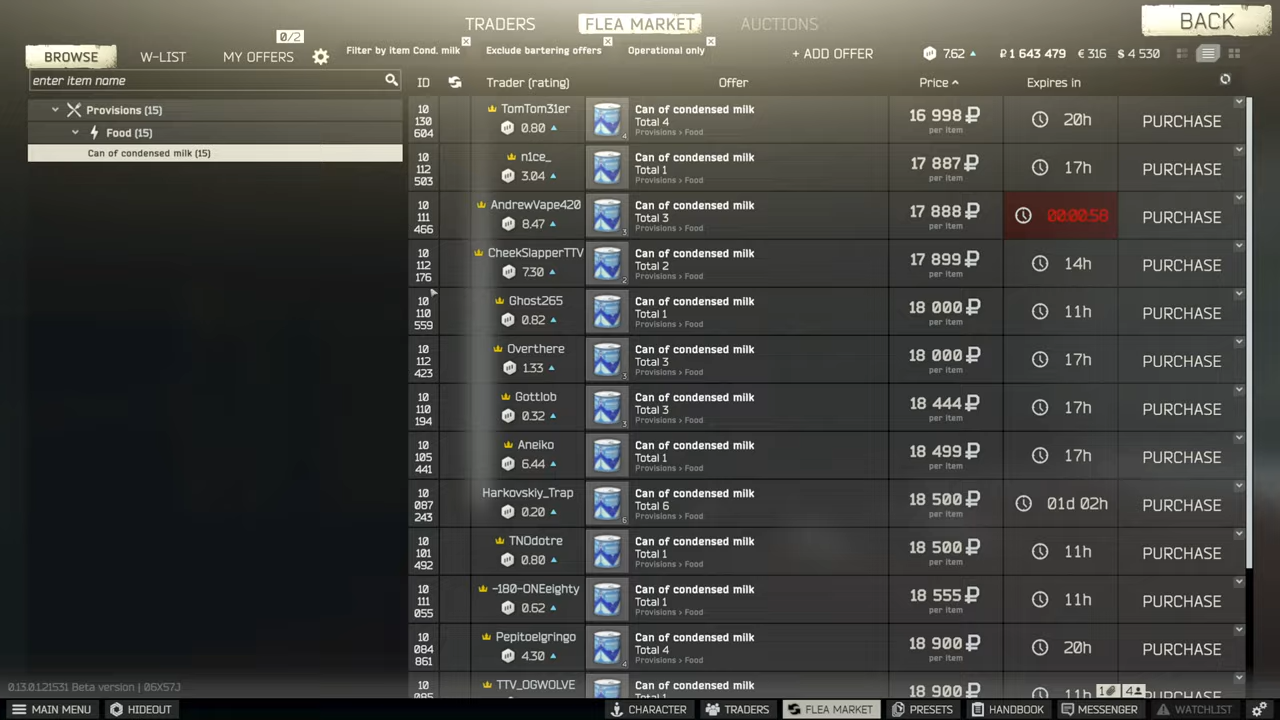 TRADERS
FLEA MARKET
AUCTIONS
BACK
0/2
BROWSE
W-LIST
MY OFFERS
Filter by item Cond. milk
Exclude bartering offers
Operational only
+ ADD OFFER
7.62
₽ 1 643 479
€ 316
$ 4 530
enter item name
ID
Trader (rating)
Offer
Price
Expires in
Provisions (15)
Food (15)
Can of condensed milk (15)
10
130
604
TomTom31er
0.80
4
Can of condensed milk
Total 4
Provisions > Food
16 998 ₽
per item
20h
PURCHASE
10
112
503
n1ce_
3.04
Can of condensed milk
Total 1
Provisions > Food
17 887 ₽
per item
17h
PURCHASE
10
111
466
AndrewVape420
8.47
3
Can of condensed milk
Total 3
Provisions > Food
17 888 ₽
per item
00:00:58
PURCHASE
10
112
176
CheekSlapperTTV
7.30
2
Can of condensed milk
Total 2
Provisions > Food
17 899 ₽
per item
14h
PURCHASE
10
110
559
Ghost265
0.82
Can of condensed milk
Total 1
Provisions > Food
18 000 ₽
per item
11h
PURCHASE
10
112
423
Overthere
1.33
3
Can of condensed milk
Total 3
Provisions > Food
18 000 ₽
per item
17h
PURCHASE
10
110
194
Gottlob
0.32
3
Can of condensed milk
Total 3
Provisions > Food
18 444 ₽
per item
17h
PURCHASE
10
105
441
Aneiko
6.44
Can of condensed milk
Total 1
Provisions > Food
18 499 ₽
per item
17h
PURCHASE
10
087
243
Harkovskiy_Trap
0.20
6
Can of condensed milk
Total 6
Provisions > Food
18 500 ₽
per item
01d 02h
PURCHASE
10
101
492
TNOdotre
0.80
Can of condensed milk
Total 1
Provisions > Food
18 500 ₽
per item
11h
PURCHASE
10
111
055
-180-ONEeighty
0.62
Can of condensed milk
Total 1
Provisions > Food
18 555 ₽
per item
11h
PURCHASE
10
084
861
Pepitoelgringo
4.30
4
Can of condensed milk
Total 4
Provisions > Food
18 900 ₽
per item
20h
PURCHASE
10
TTV_OGWOLVE
Can of condensed milk
Total 1
18 900 ₽
11h
PURCHASE
0.13.0.1.21531 Beta version | 06X57J
1
4
MAIN MENU
HIDEOUT
CHARACTER
TRADERS
FLEA MARKET
PRESETS
HANDBOOK
MESSENGER
WATCHLIST